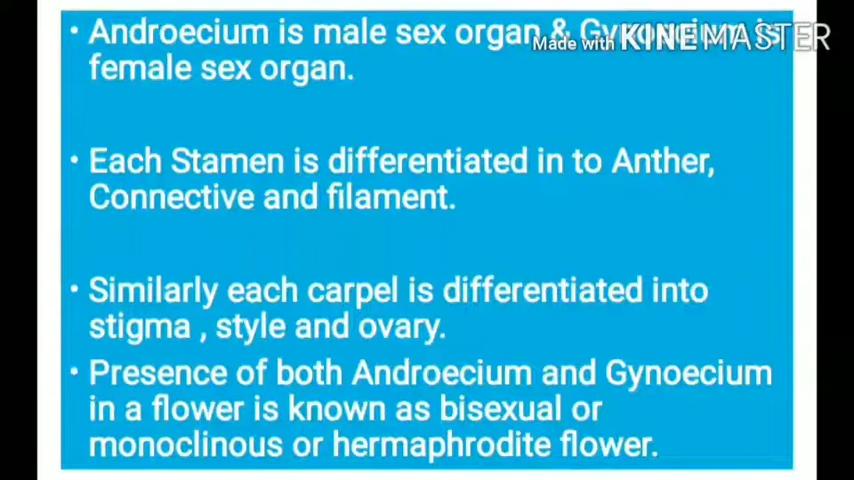 • Androecium is male sex organ & Gynoecium is
Made with KINEMASTER
female sex organ.
• Each Stamen is differentiated in to Anther,
Connective and filament.
• Similarly each carpel is differentiated into
stigma , style and ovary.
• Presence of both Androecium and Gynoecium
in a flower is known as bisexual or
monoclinous or hermaphrodite flower.